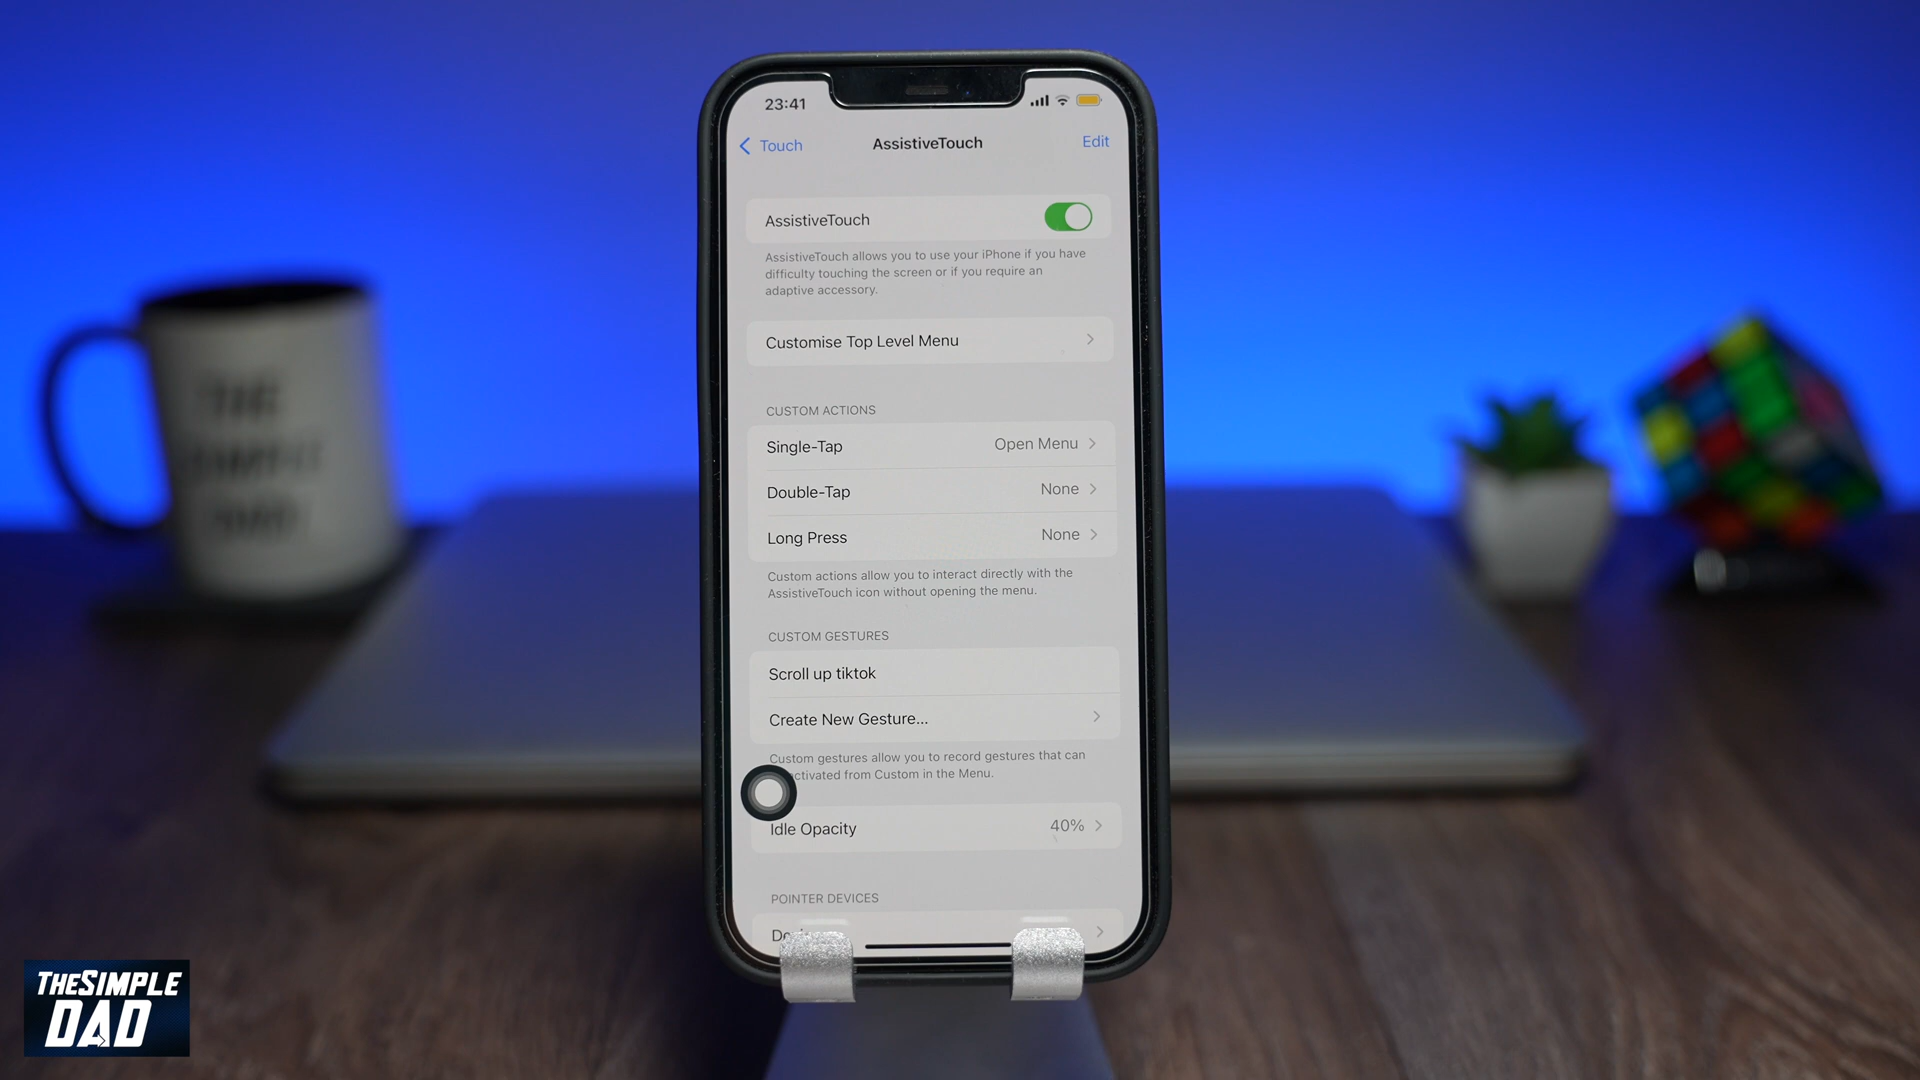 23:41
Touch
AssistiveTouch
Edit
AssistiveTouch
AssistiveTouch allows you to use your iPhone if you have
difficulty touching the screen or if you require an
adaptive accessory.
Customise Top Level Menu
CUSTOM ACTIONS
Single-Tap Open Menu
Double-Tap None
Long Press None
Custom actions allow you to interact directly with the
AssistiveTouch icon without opening the menu.
CUSTOM GESTURES
Scroll up tiktok
Create New Gesture...
Custom gestures allow you to record gestures that can
activated from Custom in the Menu.
Idle Opacity 40%
POINTER DEVICES
THE
SIMPLE
DAD
THESIMPLE
DAD